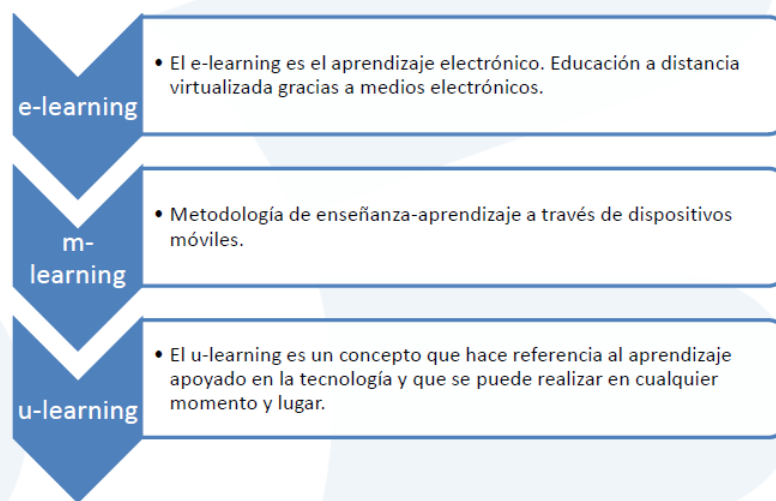 e-learning
• El e-learning es el aprendizaje electrónico. Educación a distancia
virtualizada gracias a medios electrónicos.
m-
learning
• Metodología de enseñanza-aprendizaje a través de dispositivos
móviles.
u-learning
• El u-learning es un concepto que hace referencia al aprendizaje
apoyado en la tecnología y que se puede realizar en cualquier
momento y lugar.